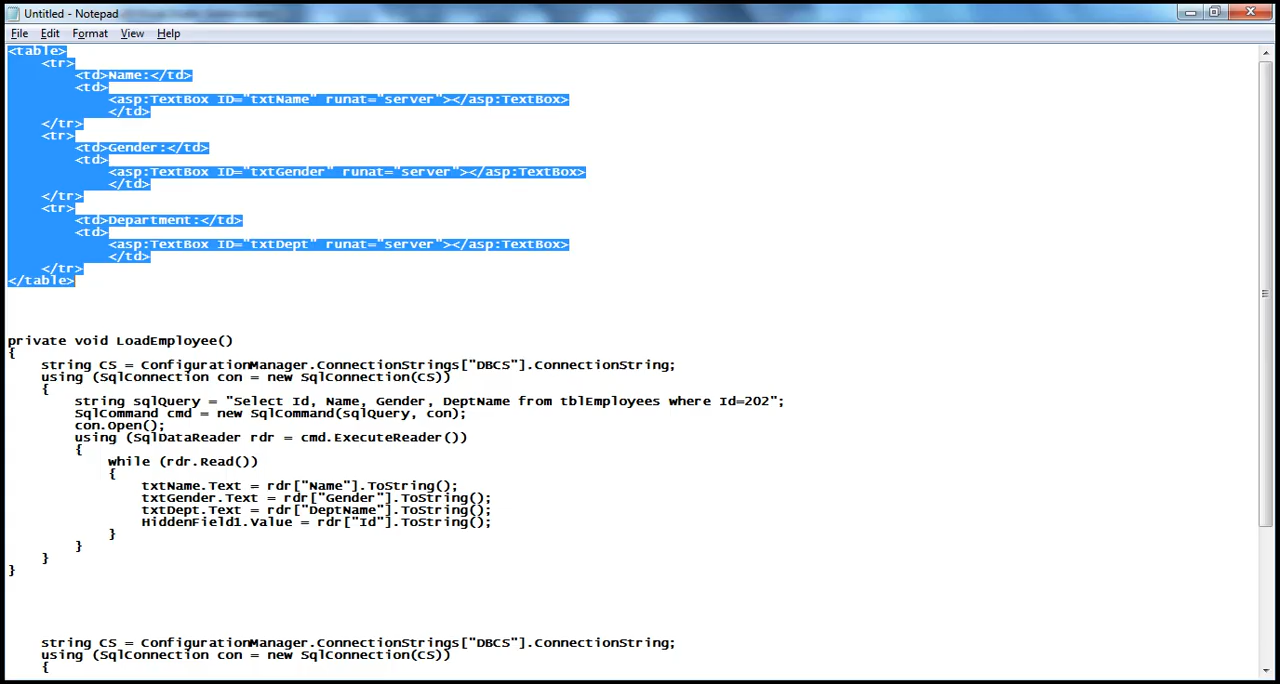 Untitled - Notepad
File Edit Format View Help
<table>
    <tr>
        <td>Name:</td>
        <td>
            <asp:TextBox ID="txtName" runat="server"></asp:TextBox>
            </td>
    </tr>
    <tr>
        <td>Gender:</td>
        <td>
            <asp:TextBox ID="txtGender" runat="server"></asp:TextBox>
            </td>
    </tr>
    <tr>
        <td>Department:</td>
        <td>
            <asp:TextBox ID="txtDept" runat="server"></asp:TextBox>
            </td>
    </tr>
</table>
private void LoadEmployee()
{
    string CS = ConfigurationManager.ConnectionStrings["DBCS"].ConnectionString;
    using (SqlConnection con = new SqlConnection(CS))
    {
        string sqlQuery = "Select Id, Name, Gender, DeptName from tblEmployees where Id=202";
        SqlCommand cmd = new SqlCommand(sqlQuery, con);
        con.Open();
        using (SqlDataReader rdr = cmd.ExecuteReader())
        {
            while (rdr.Read())
            {
                txtName.Text = rdr["Name"].ToString();
                txtGender.Text = rdr["Gender"].ToString();
                txtDept.Text = rdr["DeptName"].ToString();
                HiddenField1.Value = rdr["Id"].ToString();
            }
        }
    }
}
    string CS = ConfigurationManager.ConnectionStrings["DBCS"].ConnectionString;
    using (SqlConnection con = new SqlConnection(CS))
    {